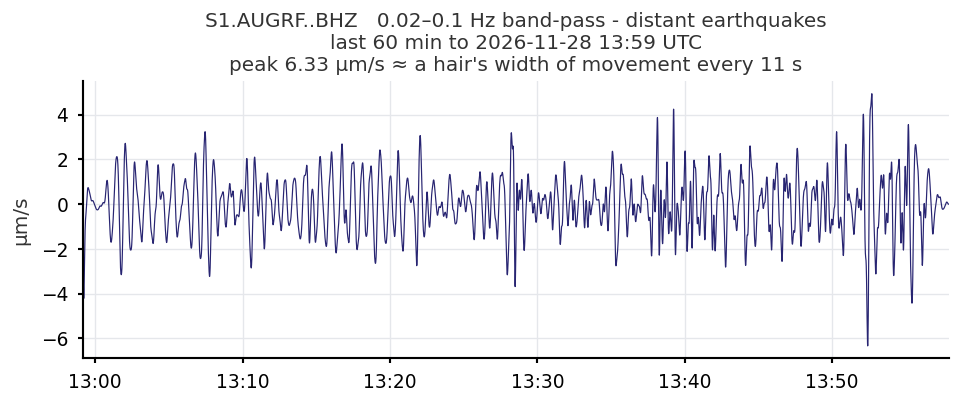 S1.AUGRF..BHZ   0.02–0.1 Hz band-pass - distant earthquakes
last 60 min to 2026-11-28 13:59 UTC
peak 6.33 µm/s ≈ a hair's width of movement every 11 s
µm/s
4
2
0
−2
−4
−6
13:00 13:10 13:20 13:30 13:40 13:50